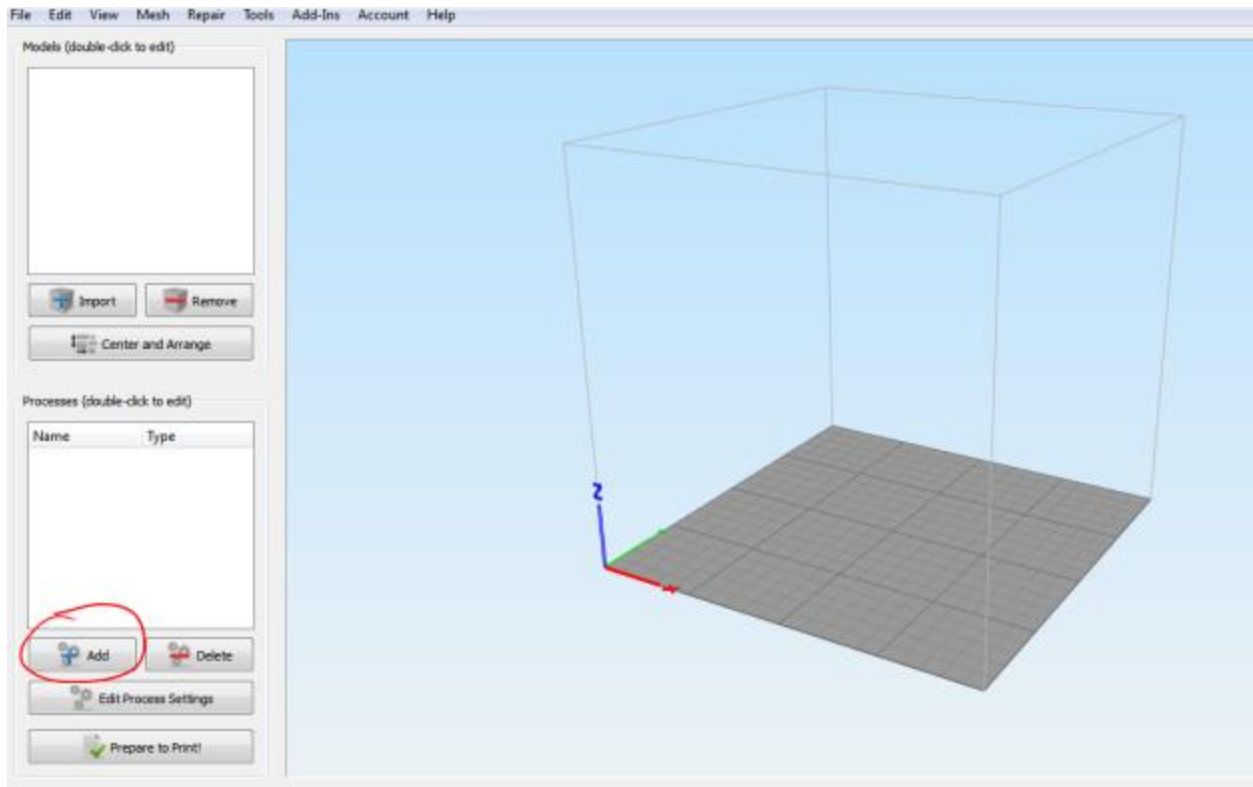 File Edit View Mesh Repair Tools Add-Ins Account Help
Models (double-click to edit)
Import Remove
Center and Arrange
Processes (double-click to edit)
Name Type
Add Delete
Edit Process Settings
Prepare to Print!
Z